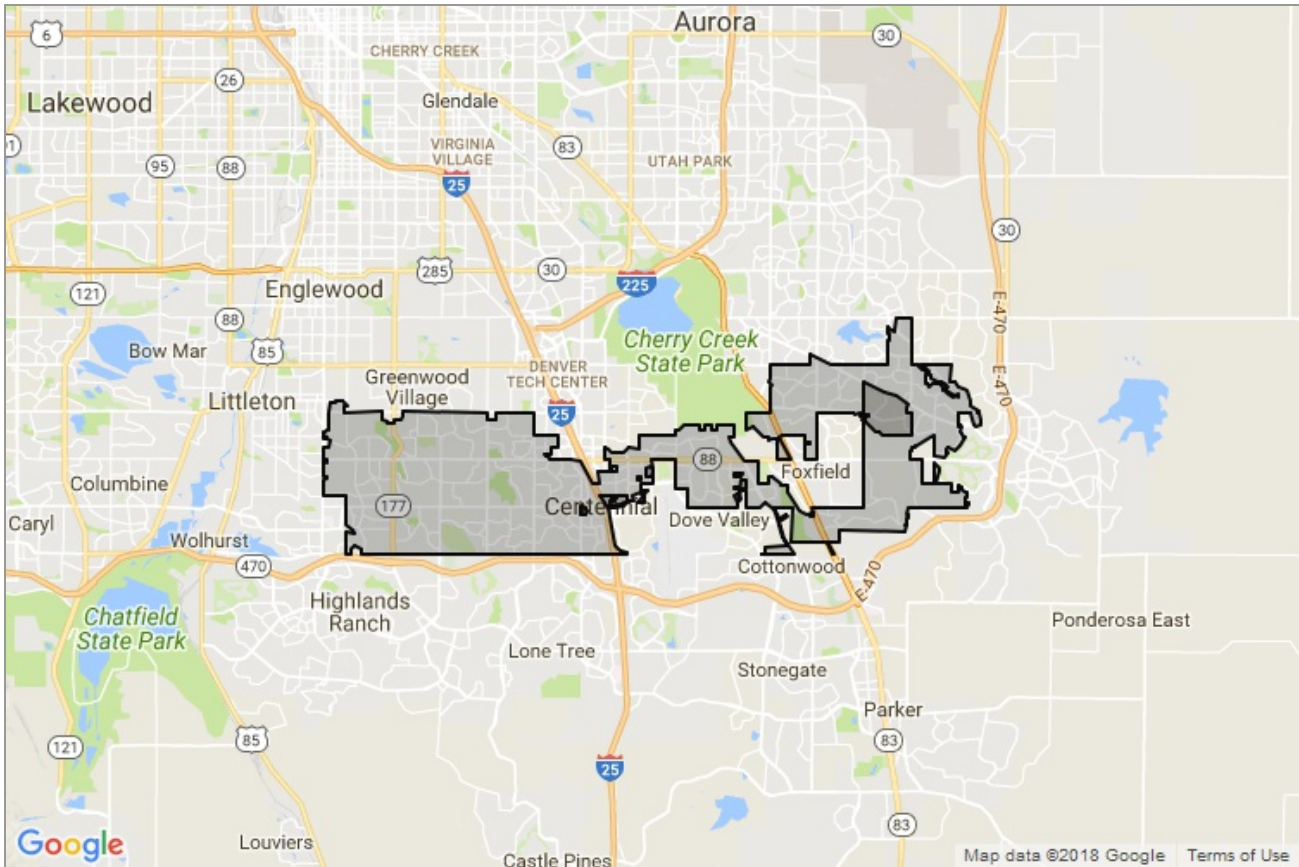 Aurora
6
30
CHERRY CREEK
26
Lakewood
Glendale
91
VIRGINIA
VILLAGE
83
UTAH PARK
95
88
25
30
285
30
225
121
Englewood
E-470
88
Cherry Creek
State Park
Bow Mar
85
DENVER
TECH CENTER
Greenwood
Village
E-470
Littleton
25
88
Foxfield
Columbine
177
Centennial
Dove Valley
Caryl
Wolhurst
470
Cottonwood
E-470
Highlands
Ranch
Chatfield
State Park
Ponderosa East
Lone Tree
Stonegate
Parker
121
85
83
25
83
Louviers
Google
Castle Pines
Map data ©2018 Google
Terms of Use